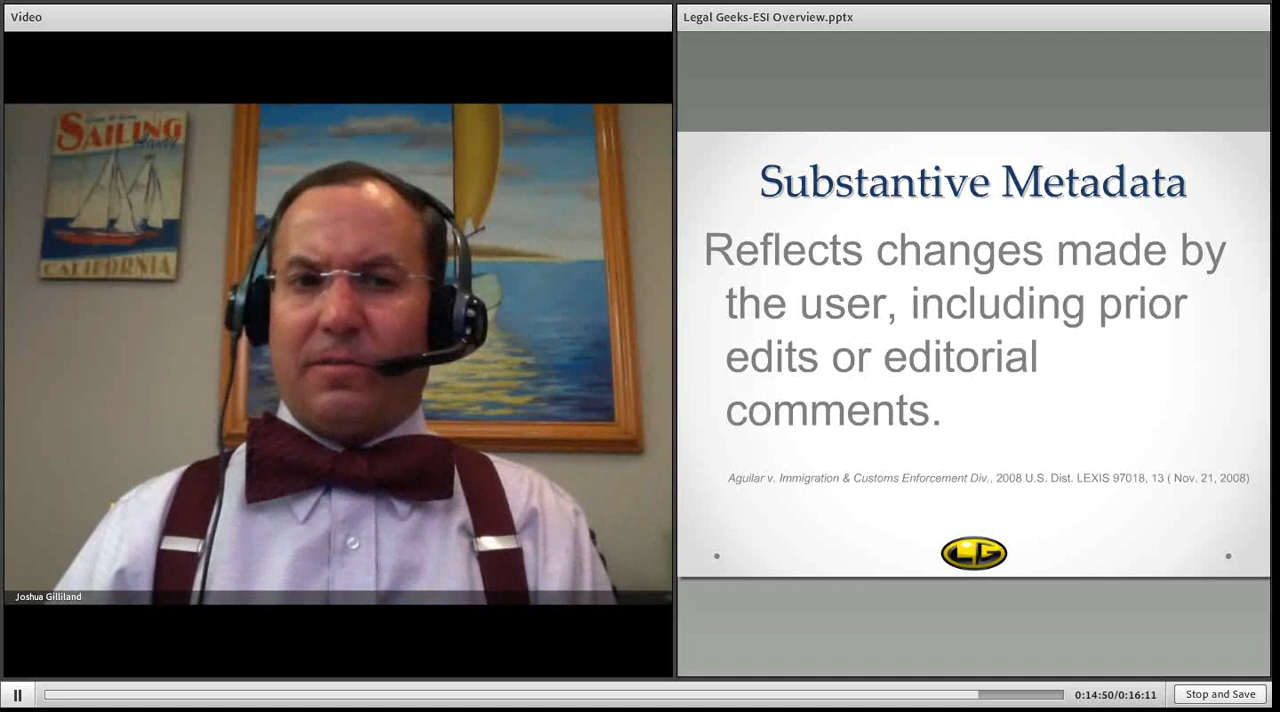 Video
Legal Geeks-ESI Overview.pptx
SAILING
CALIFORNIA
Joshua Gilliland
Substantive Metadata
Reflects changes made by
the user, including prior
edits or editorial
comments.
Aguilar v. Immigration & Customs Enforcement Div., 2008 U.S. Dist. LEXIS 97018, 13 ( Nov. 21, 2008)
LG
0:14:50/0:16:11
Stop and Save